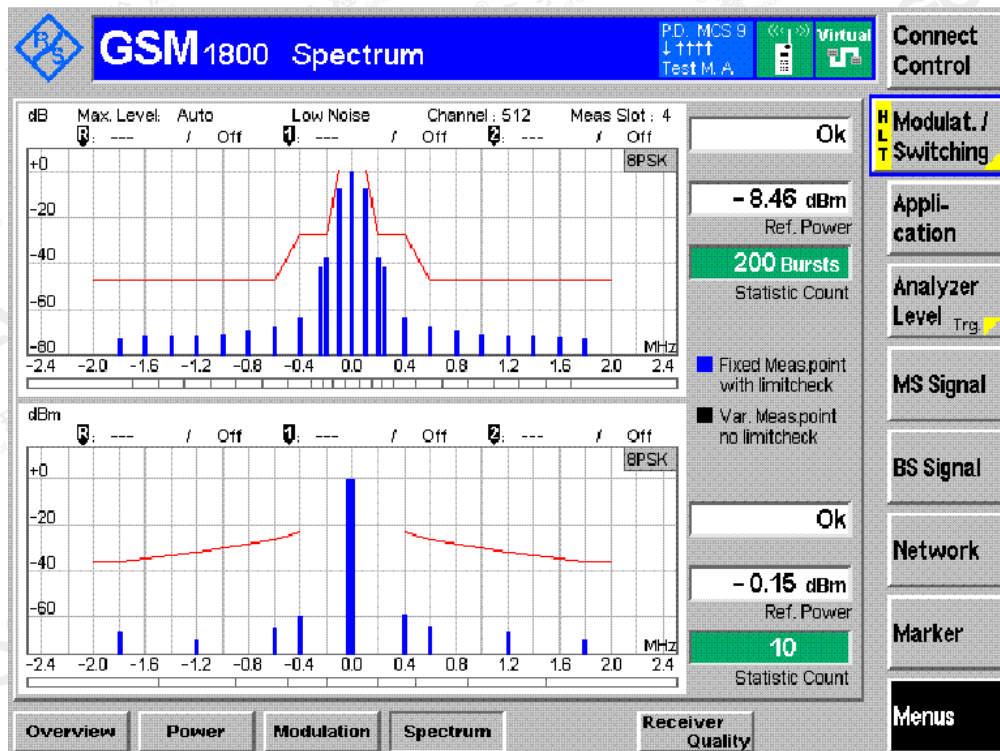 R S
GSM 1800 Spectrum
P.D. MCS 9
Test M. A.
Virtual
Connect Control
dB Max. Level: Auto Low Noise Channel : 512 Meas Slot : 4
R : --- / Off 1 : --- / Off 2 : --- / Off
8PSK
+0
-20
-40
-60
-80
MHz
-2.4 -2.0 -1.6 -1.2 -0.8 -0.4 0.0 0.4 0.8 1.2 1.6 2.0 2.4
Ok
-8.46 dBm
Ref. Power
200 Bursts
Statistic Count
Fixed Meas.point
with limitcheck
Var. Meas.point
no limitcheck
dBm
R : --- / Off 1 : --- / Off 2 : --- / Off
8PSK
+0
-20
-40
-60
MHz
-2.4 -2.0 -1.6 -1.2 -0.8 -0.4 0.0 0.4 0.8 1.2 1.6 2.0 2.4
Ok
-0.15 dBm
Ref. Power
10
Statistic Count
H L T
Modulat. /
Switching
Appli-
cation
Analyzer
Level Trg.
MS Signal
BS Signal
Network
Marker
Menus
Overview Power Modulation Spectrum Receiver
Quality